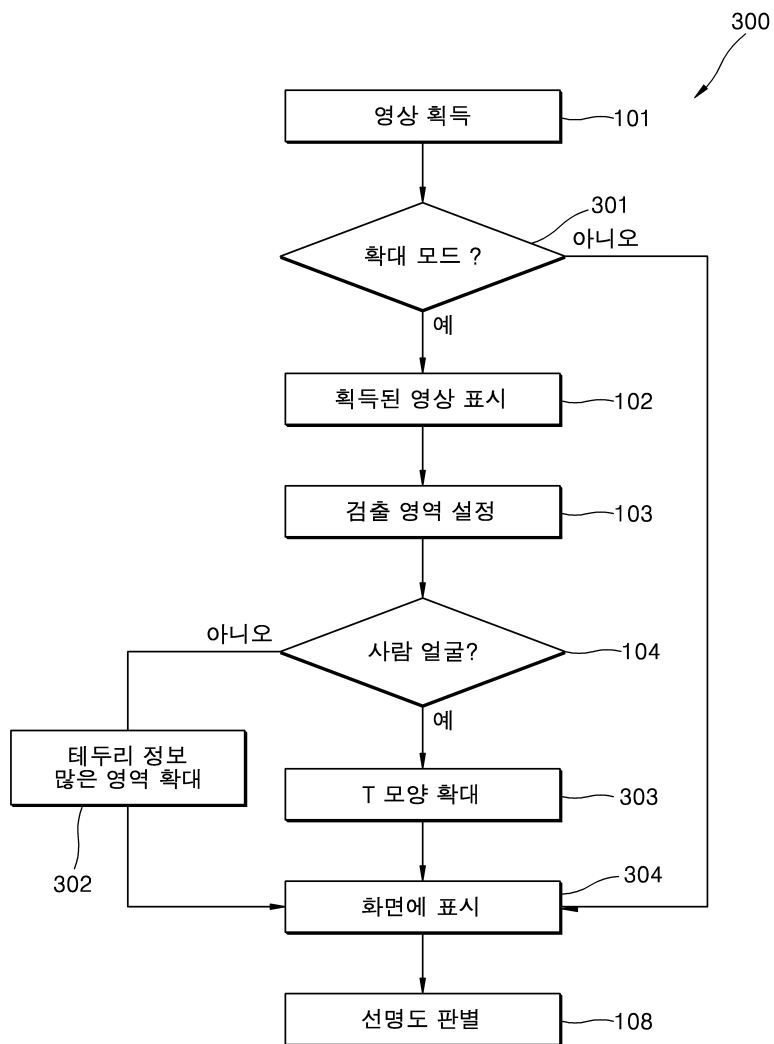 300
영상 획득
101
301
확대 모드 ?
아니오
예
획득된 영상 표시
102
검출 영역 설정
103
아니오
사람 얼굴?
104
예
테두리 정보
많은 영역 확대
T 모양 확대
303
302
304
화면에 표시
선명도 판별
108